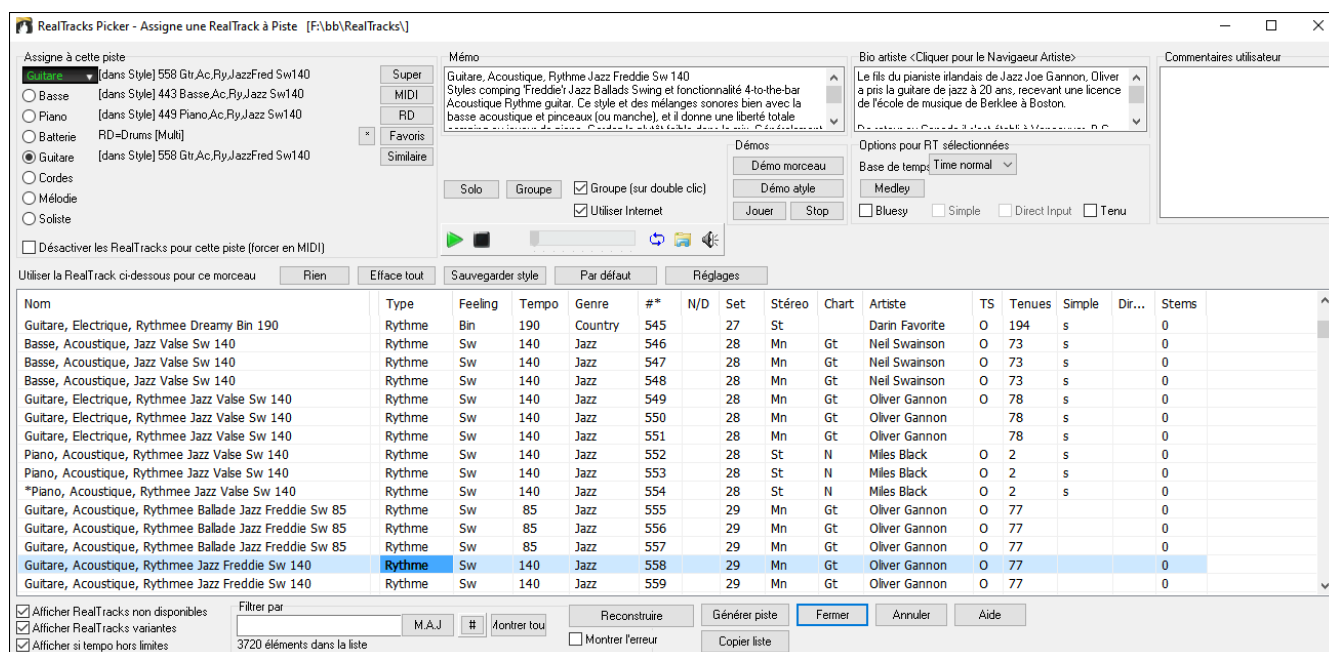 RealTracks Picker - Assigne une RealTrack à Piste [F:\bb\RealTracks\]
Assigne à cette piste
Guitare [dans Style] 558 Gtr,Ac,Ry,JazzFred Sw140 Super
Basse [dans Style] 443 Basse,Ac,Ry,Jazz Sw140 MIDI
Piano [dans Style] 449 Piano,Ac,Ry,Jazz Sw140 RD
Batterie RD=Drums [Multi] * Favoris
Guitare [dans Style] 558 Gtr,Ac,Ry,JazzFred Sw140 Similaire
Cordes
Mélodie
Soliste
Désactiver les RealTracks pour cette piste (forcer en MIDI)
Mémo
Guitare, Acoustique, Rythme Jazz Freddie Sw 140
Styles comping 'Freddie'r Jazz Ballads Swing et fonctionnalité 4-to-the-bar
Acoustique Rythme guitar. Ce style et des mélanges sonores bien avec la
basse acoustique et pinceaux (ou manche), et il donne une liberté totale
Solo Groupe Groupe (sur double clic)
Utiliser Internet
Démos
Démo morceau
Démo atyle
Jouer Stop
Bio artiste <Cliquer pour le Navigaeur Artiste>
Le fils du pianiste irlandais de Jazz Joe Gannon, Oliver
a pris la guitare de jazz à 20 ans, recevant une licence
de l'école de musique de Berklee à Boston.
Options pour RT sélectionnées
Base de temps Time normal
Medley
Bluesy Simple Direct Input Tenu
Commentaires utilisateur
Utiliser la RealTrack ci-dessous pour ce morceau Rien Efface tout Sauvegarder style Par défaut Réglages
Nom Type Feeling Tempo Genre #* N/D Set Stéreo Chart Artiste TS Tenues Simple Dir... Stems
Guitare, Electrique, Rythmee Dreamy Bin 190 Rythme Bin 190 Country 545 27 St Darin Favorite O 194 s 0
Basse, Acoustique, Jazz Valse Sw 140 Rythme Sw 140 Jazz 546 28 Mn Gt Neil Swainson O 73 s 0
Basse, Acoustique, Jazz Valse Sw 140 Rythme Sw 140 Jazz 547 28 Mn Gt Neil Swainson O 73 s 0
Basse, Acoustique, Jazz Valse Sw 140 Rythme Sw 140 Jazz 548 28 Mn Gt Neil Swainson O 73 s 0
Guitare, Electrique, Rythmee Jazz Valse Sw 140 Rythme Sw 140 Jazz 549 28 Mn Gt Oliver Gannon O 78 s 0
Guitare, Electrique, Rythmee Jazz Valse Sw 140 Rythme Sw 140 Jazz 550 28 Mn Gt Oliver Gannon 78 s 0
Guitare, Electrique, Rythmee Jazz Valse Sw 140 Rythme Sw 140 Jazz 551 28 Mn Gt Oliver Gannon 78 s 0
Piano, Acoustique, Rythmee Jazz Valse Sw 140 Rythme Sw 140 Jazz 552 28 St N Miles Black O 2 s 0
Piano, Acoustique, Rythmee Jazz Valse Sw 140 Rythme Sw 140 Jazz 553 28 St N Miles Black O 2 s 0
*Piano, Acoustique, Rythmee Jazz Valse Sw 140 Rythme Sw 140 Jazz 554 28 St N Miles Black O 2 s 0
Guitare, Acoustique, Rythmee Ballade Jazz Freddie Sw 85 Rythme Sw 85 Jazz 555 29 Mn Gt Oliver Gannon O 77 0
Guitare, Acoustique, Rythmee Ballade Jazz Freddie Sw 85 Rythme Sw 85 Jazz 556 29 Mn Gt Oliver Gannon O 77 0
Guitare, Acoustique, Rythmee Ballade Jazz Freddie Sw 85 Rythme Sw 85 Jazz 557 29 Mn Gt Oliver Gannon O 77 0
Guitare, Acoustique, Rythmee Jazz Freddie Sw 140 Rythme Sw 140 Jazz 558 29 Mn Gt Oliver Gannon O 77 0
Guitare, Acoustique, Rythmee Jazz Freddie Sw 140 Rythme Sw 140 Jazz 559 29 Mn Gt Oliver Gannon O 77 0
Afficher RealTracks non disponibles
Afficher RealTracks variantes
Afficher si tempo hors limites
Filtrer par
M.A.J # Montrer tou
3720 éléments dans la liste
Reconstruire Générer piste Fermer Annuler Aide
Montrer l'erreur Copier liste